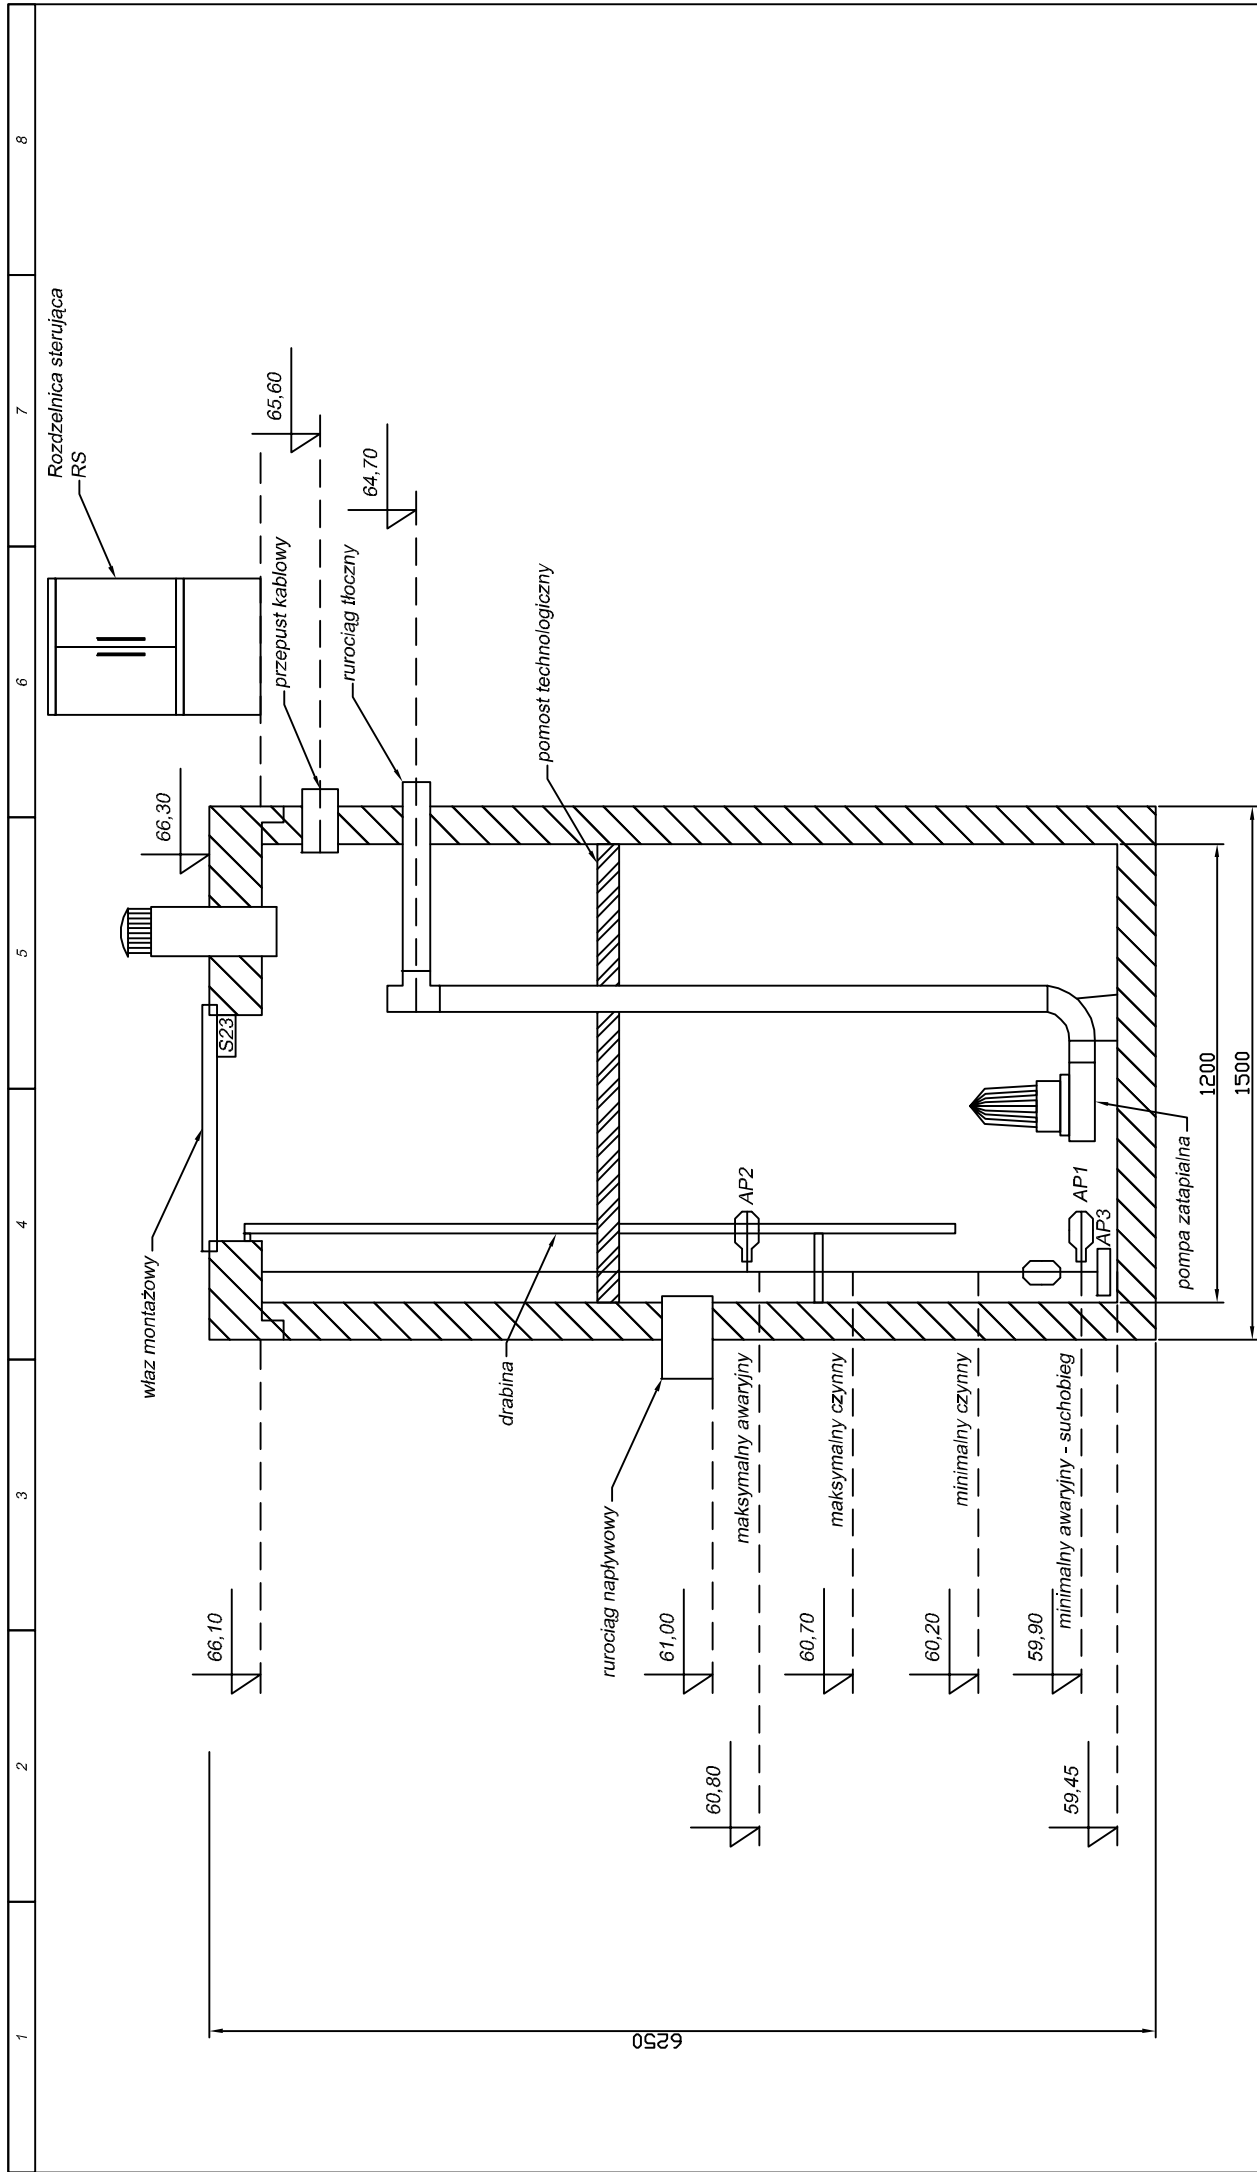 1
2
3
4
5
6
7
8
Rozdzelnica sterująca
RS
właz montażowy
66,30
S23
66,10
65,60
przepust kablowy
64,70
rurociąg tłoczny
pomost technologiczny
drabina
rurociąg napływowy
61,00
60,80
maksymalny awaryjny
AP2
60,70
maksymalny czynny
60,20
minimalny czynny
59,90
minimalny awaryjny - suchobieg
AP1
AP3
59,45
pompa zatapialna
6250
1200
1500